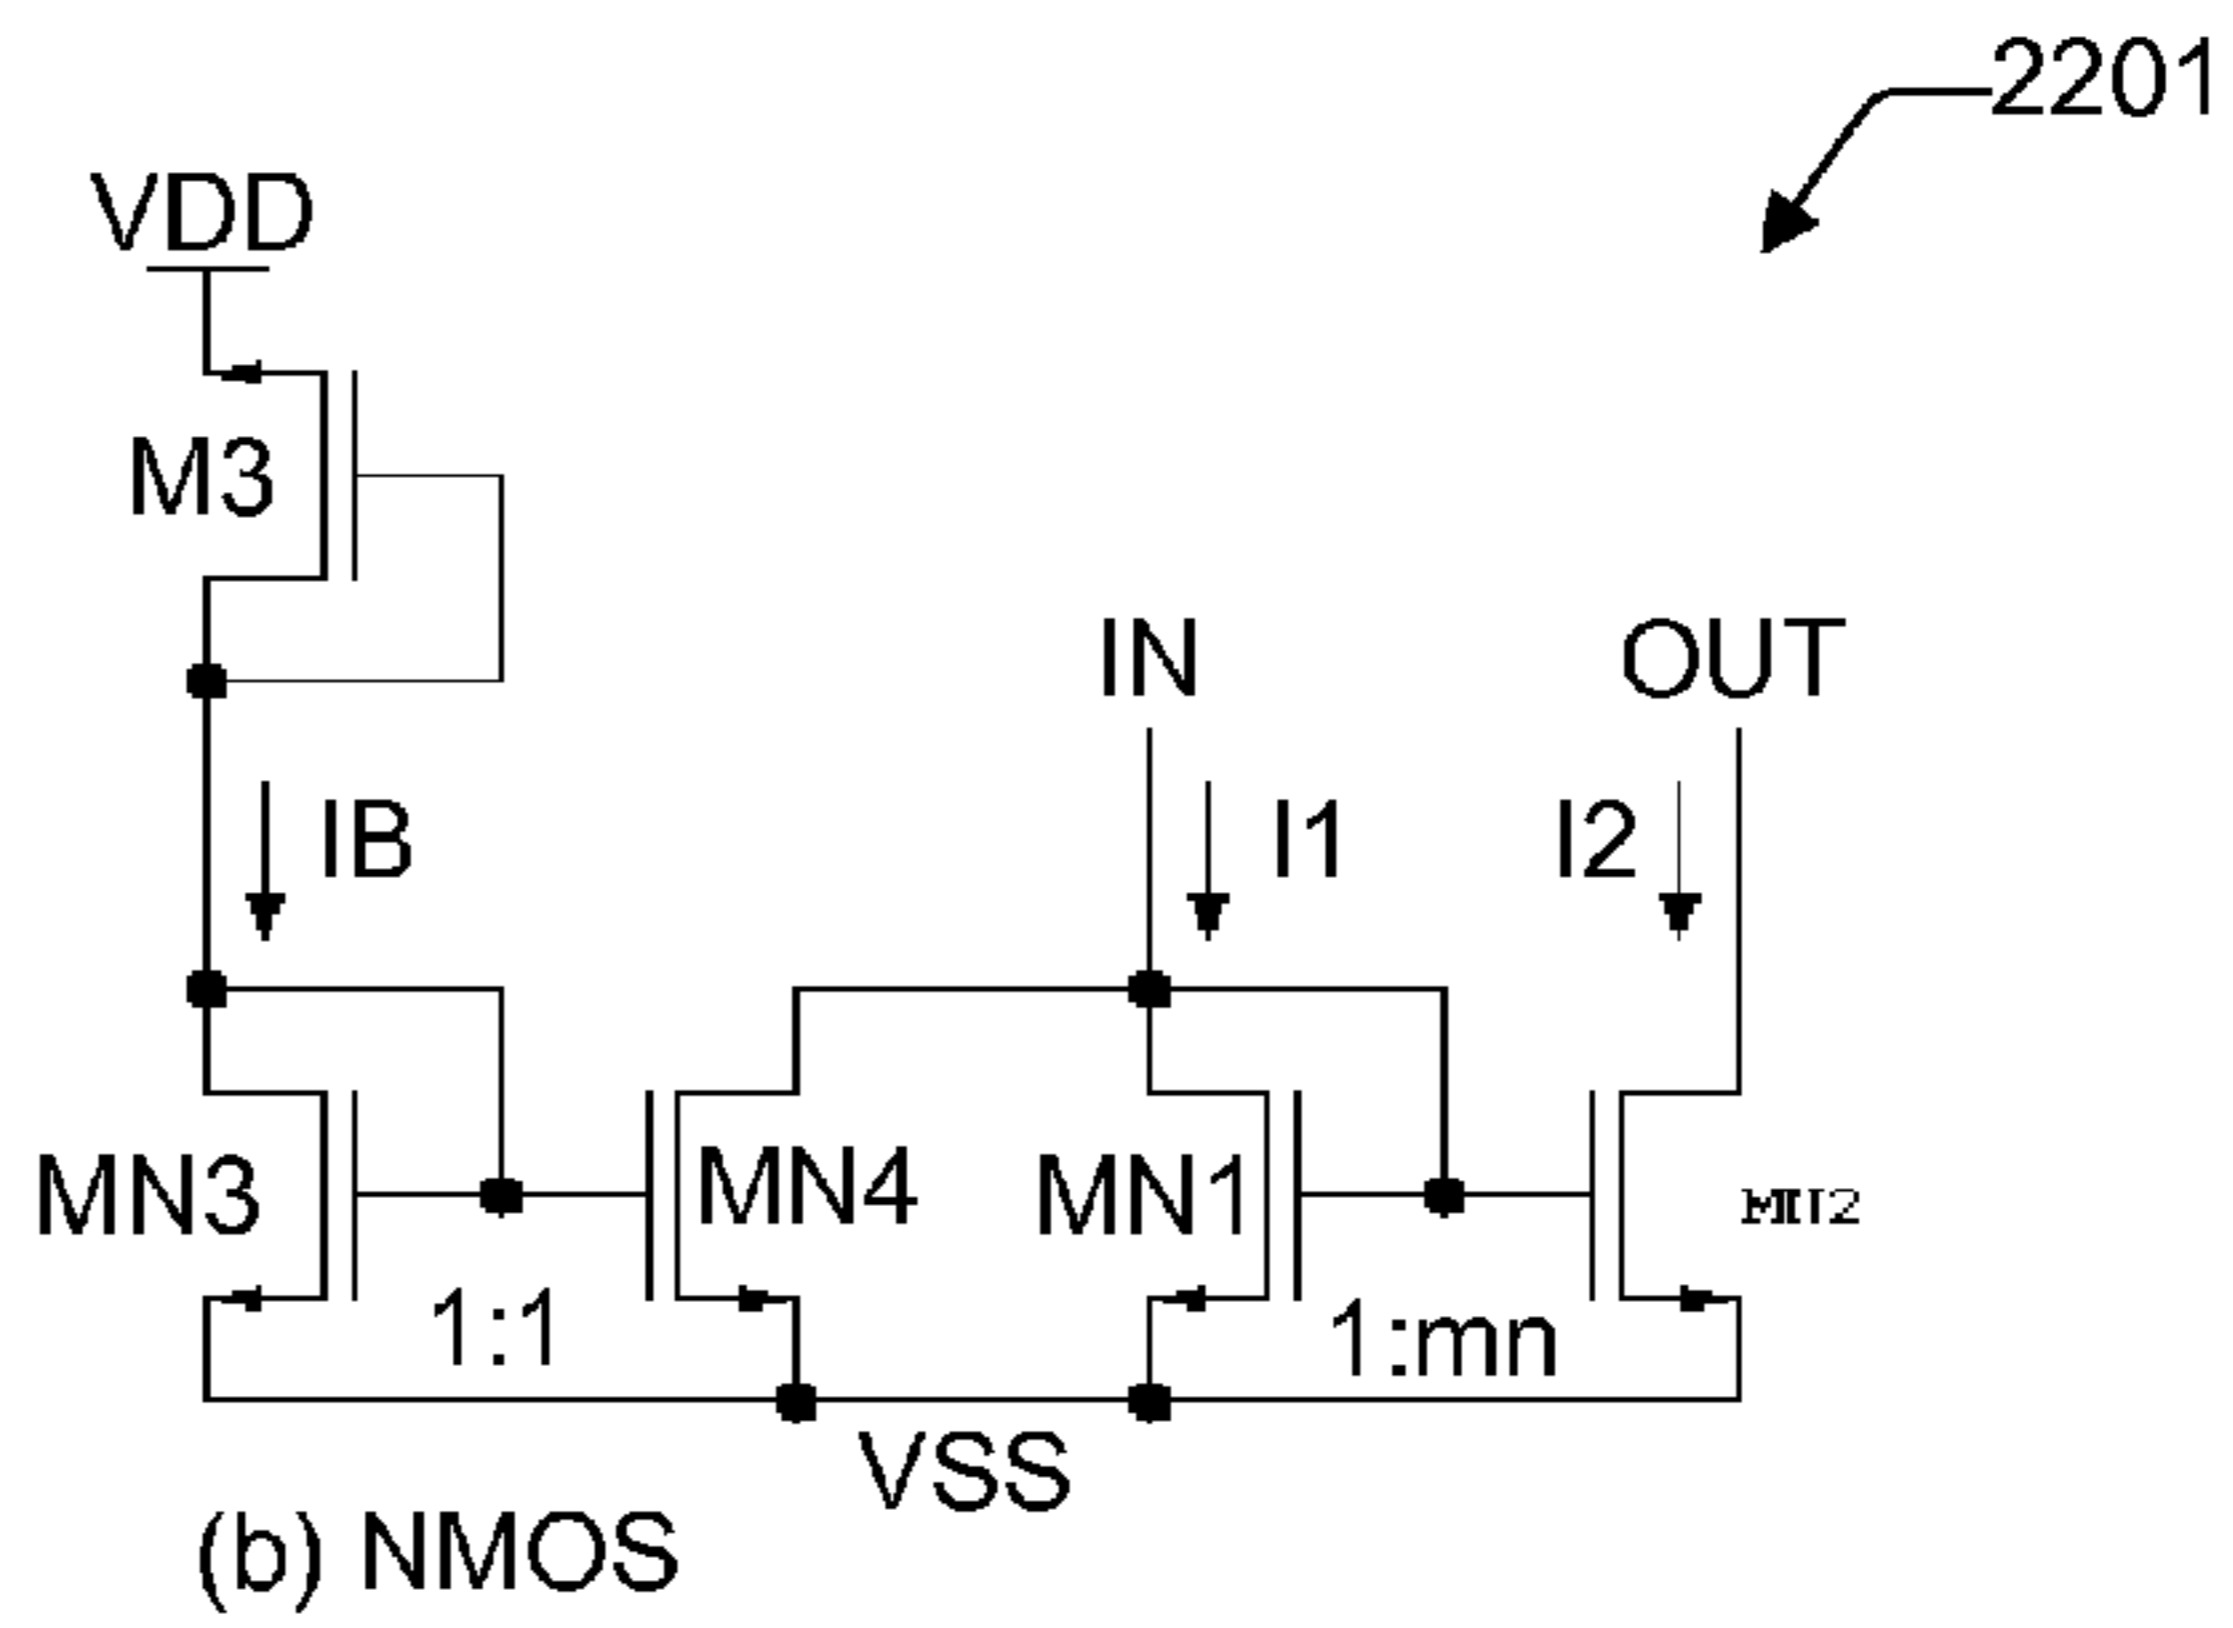 2201
VDD
M3
IN OUT
IB I1 I2
MN3 MN4 MN1
1:1 1:mn
VSS
(b) NMOS